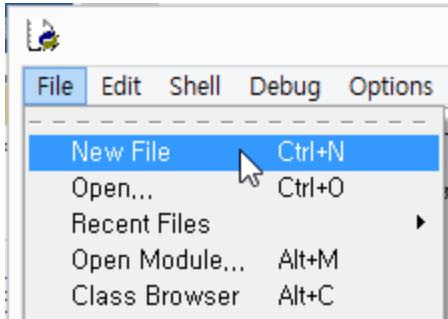 File Edit Shell Debug Options
New File Ctrl+N
Open... Ctrl+O
Recent Files
Open Module... Alt+M
Class Browser Alt+C